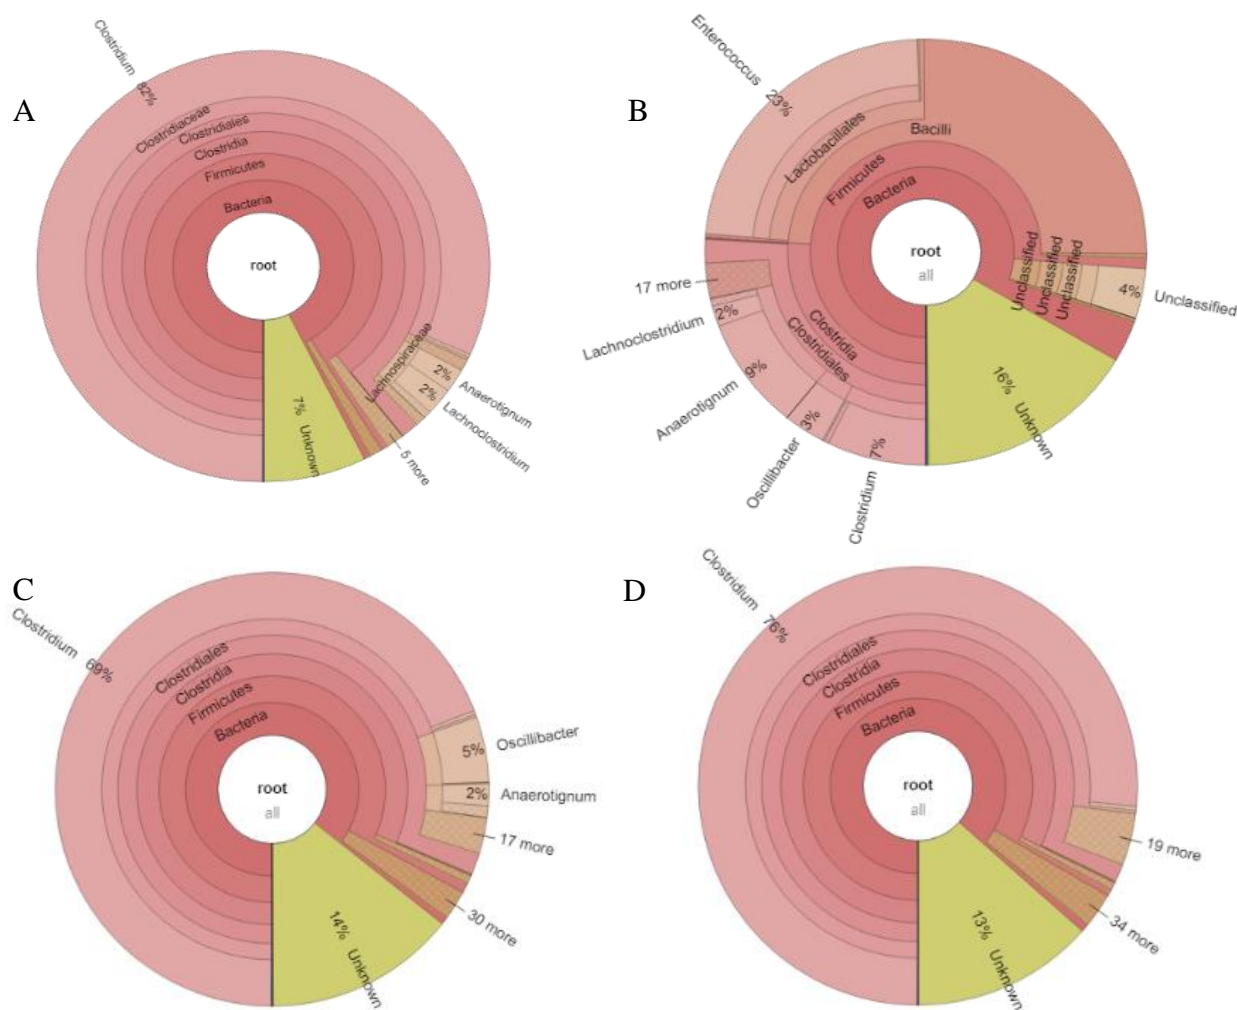 A
Clostridium 82%
Clostridiaceae
Clostridiales
Clostridia
Firmicutes
Bacteria
root
Lachnospiraceae
2% Anaerotignum
2% Lachnoclostridium
5 more
7% Unknown
B
Enterococcus 23%
Lactobacillales
Bacilli
Firmicutes
Bacteria
root
all
Unclassified
Unclassified
Unclassified
4% Unclassified
17 more
Lachnoclostridium 2%
Clostridia
Clostridiales
Anaerotignum 9%
Oscillibacter 3%
Clostridium 7%
16% Unknown
C
Clostridium 69%
Clostridiales
Clostridia
Firmicutes
Bacteria
root
all
5% Oscillibacter
2% Anaerotignum
17 more
30 more
14% Unknown
D
Clostridium 76%
Clostridiales
Clostridia
Firmicutes
Bacteria
root
all
19 more
34 more
13% Unknown